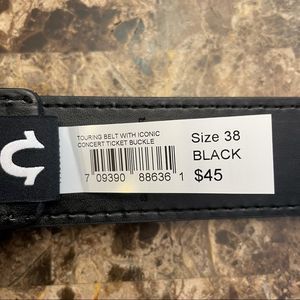 TOURING BELT WITH ICONIC
CONCERT TICKET BUCKLE
7 09390 88636 1
Size 38
BLACK
$45